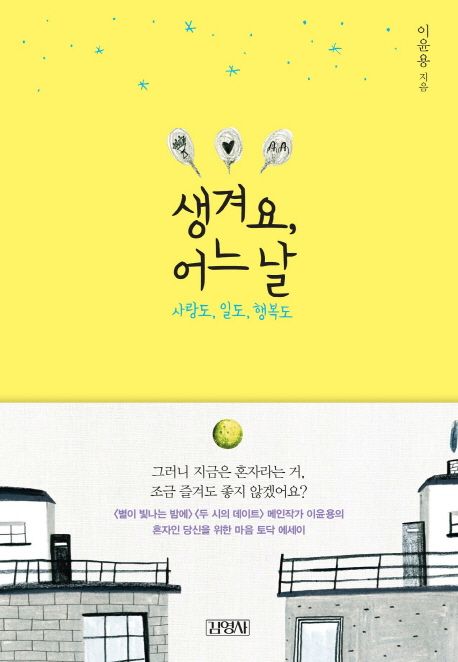 이윤용 지음
생겨요,
어느 날
사랑도, 일도, 행복도
그러니 지금은 혼자라는 거,
조금 즐겨도 좋지 않겠어요?
<별이 빛나는 밤에> <두 시의 데이트> 메인작가 이윤용의
혼자인 당신을 위한 마음 토닥 에세이
김영사